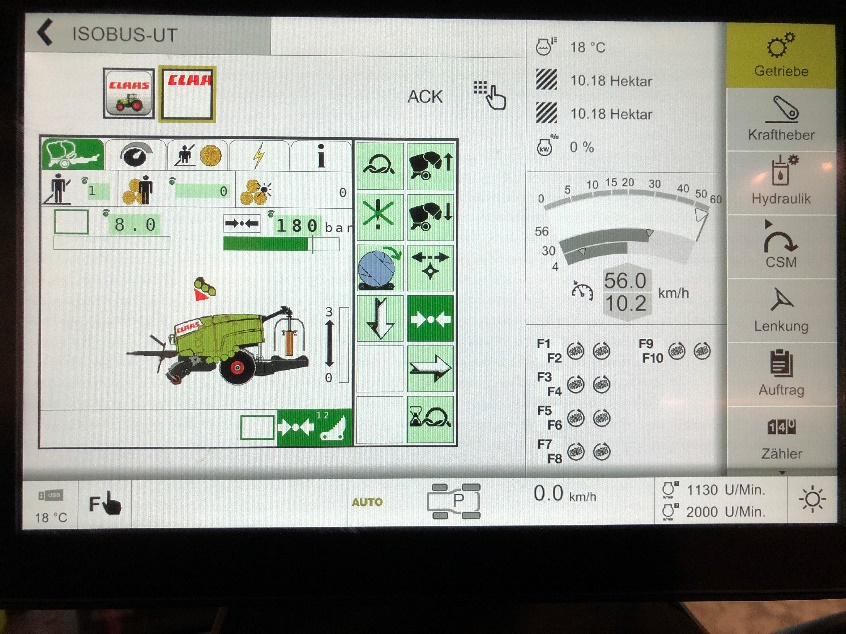 ISOBUS-UT
CLAAS
CLAA
ACK
1
0
0
8.0
180 bar
CLAAS
3
0
1 2
i
18 °C
10.18 Hektar
10.18 Hektar
0 %
0 5 10 15 20 30 40 50 60
56
30
4
56.0
10.2
km/h
F1
F2
F3
F4
F5
F6
F7
F8
F9
F10
Getriebe
Kraftheber
Hydraulik
CSM
Lenkung
Auftrag
140
Zähler
18 °C
F
AUTO
P
0.0 km/h
1130 U/Min.
2000 U/Min.